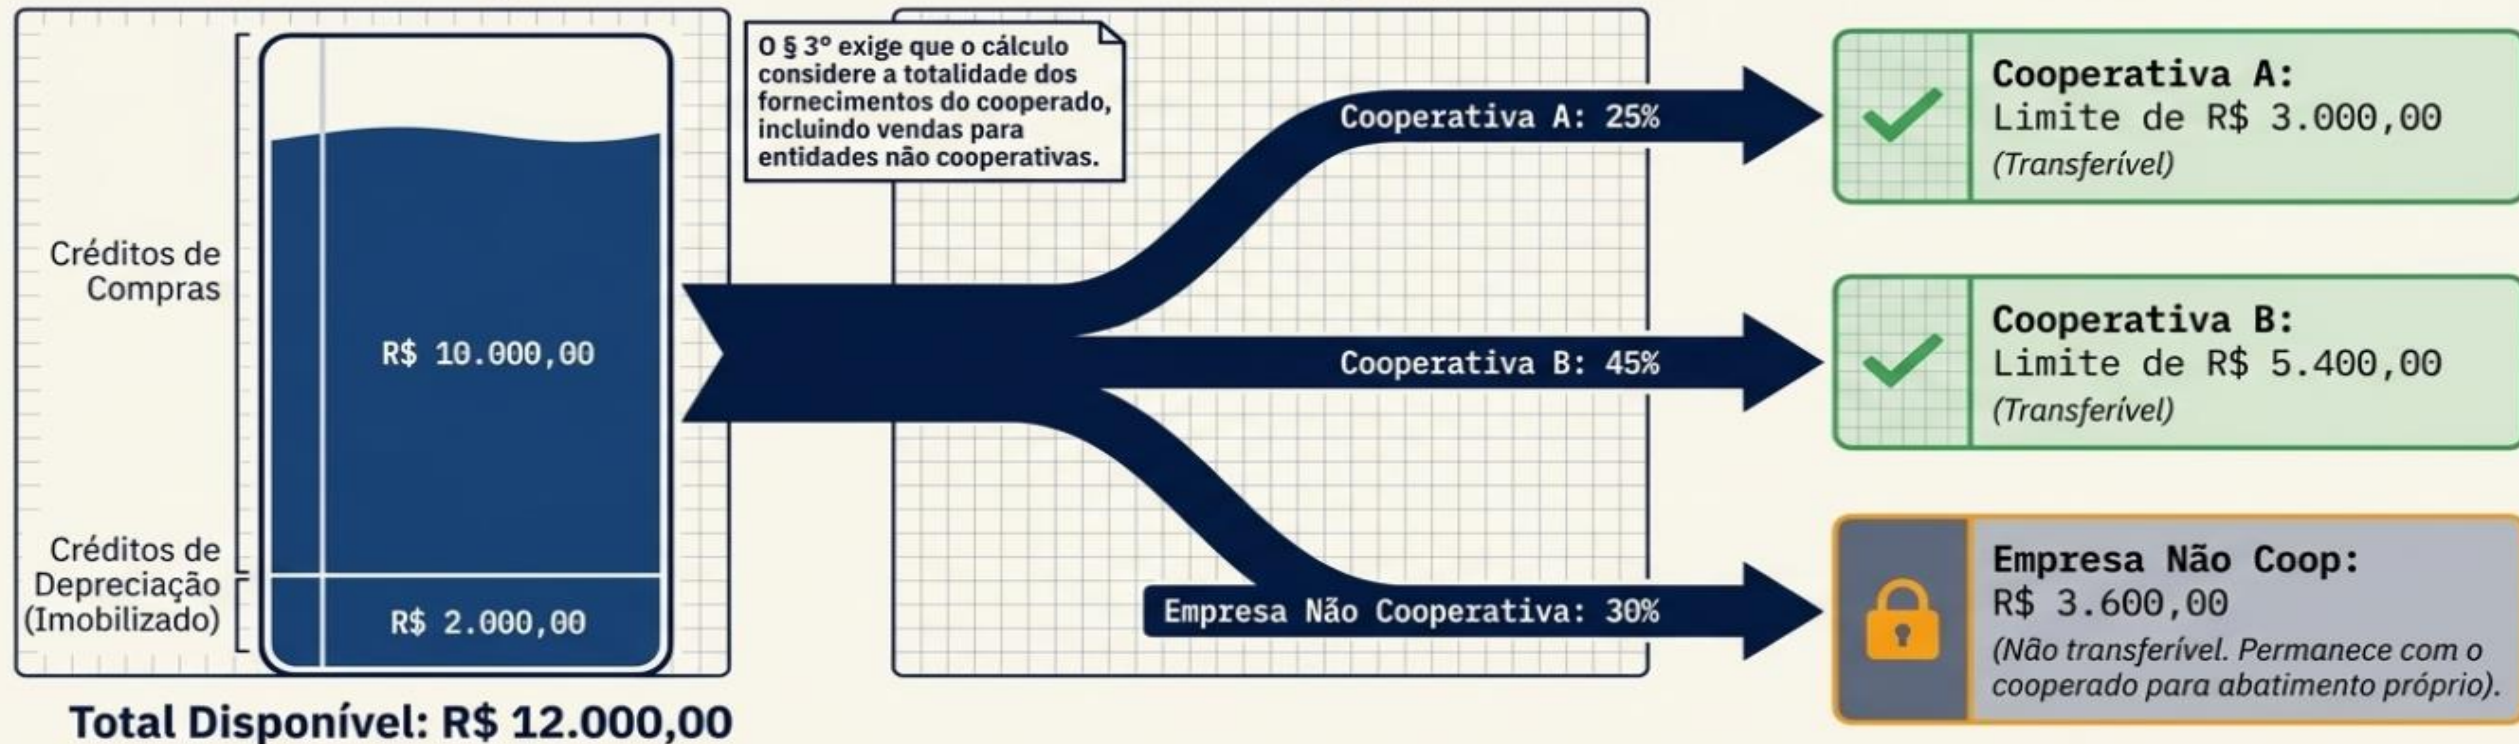 Créditos de
Compras
R$ 10.000,00
Créditos de
Depreciação
(Imobilizado)
R$ 2.000,00
Total Disponível: R$ 12.000,00
O § 3º exige que o cálculo
considere a totalidade dos
fornecimentos do cooperado,
incluindo vendas para
entidades não cooperativas.
Cooperativa A: 25%
Cooperativa B: 45%
Empresa Não Cooperativa: 30%
Cooperativa A:
Limite de R$ 3.000,00
(Transferível)
Cooperativa B:
Limite de R$ 5.400,00
(Transferível)
Empresa Não Coop:
R$ 3.600,00
(Não transferível. Permanece com o
cooperado para abatimento próprio).